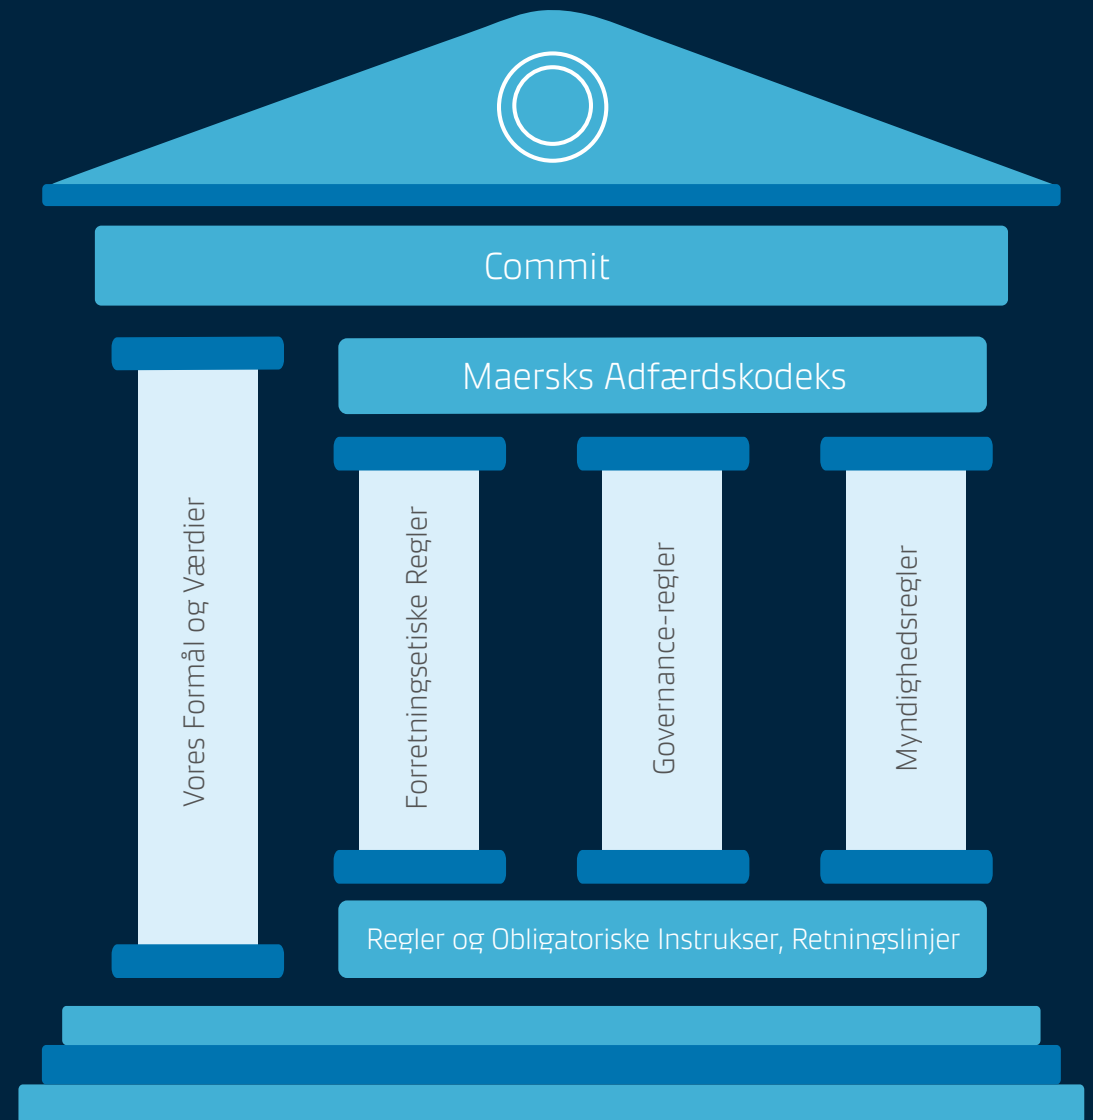 Commit
Maersks Adfærdskodeks
Vores Formål og Værdier
Forretningsetiske Regler
Governance-regler
Myndighedsregler
Regler og Obligatoriske Instrukser, Retningslinjer